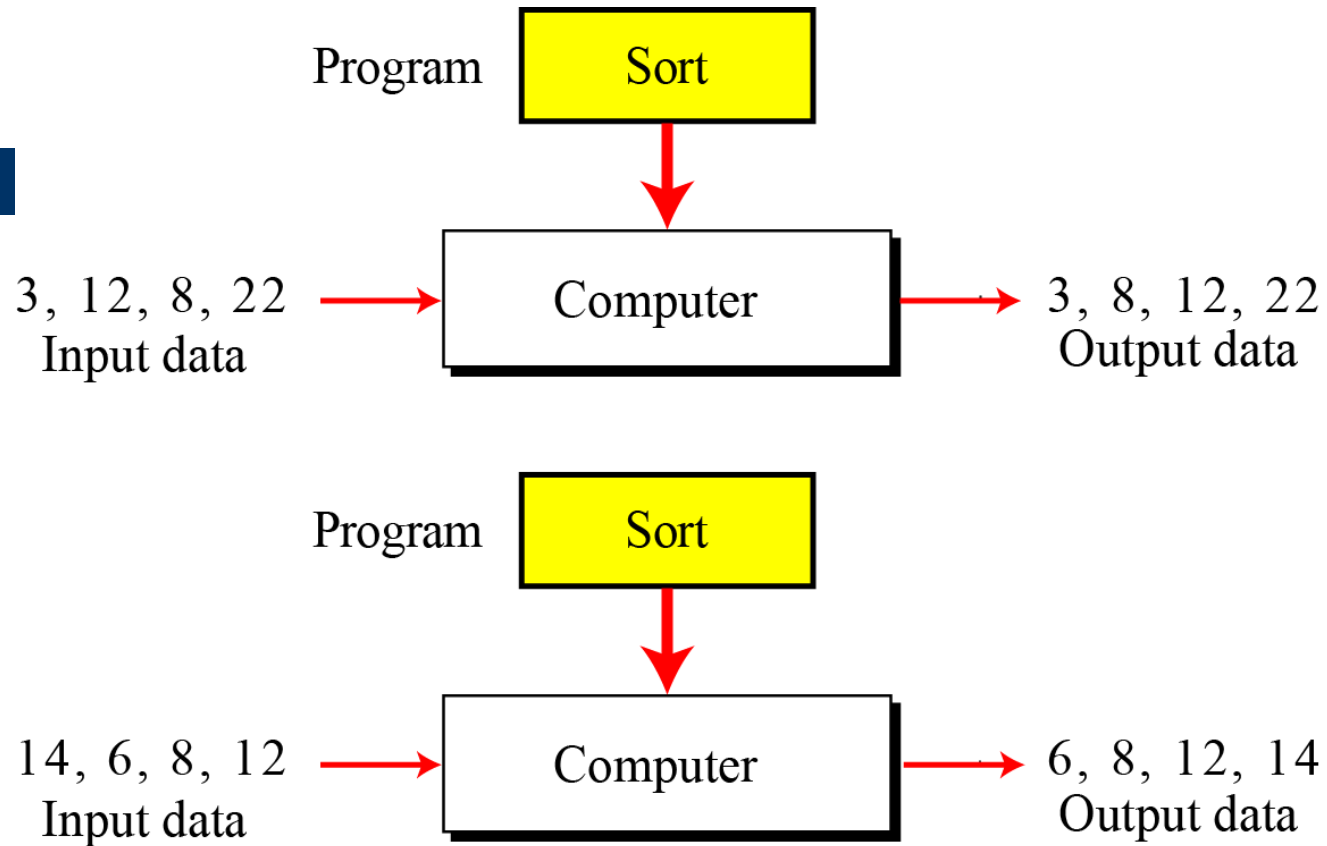 Program Sort
3, 12, 8, 22 Computer 3, 8, 12, 22
Input data Output data
Program Sort
14, 6, 8, 12 Computer 6, 8, 12, 14
Input data Output data